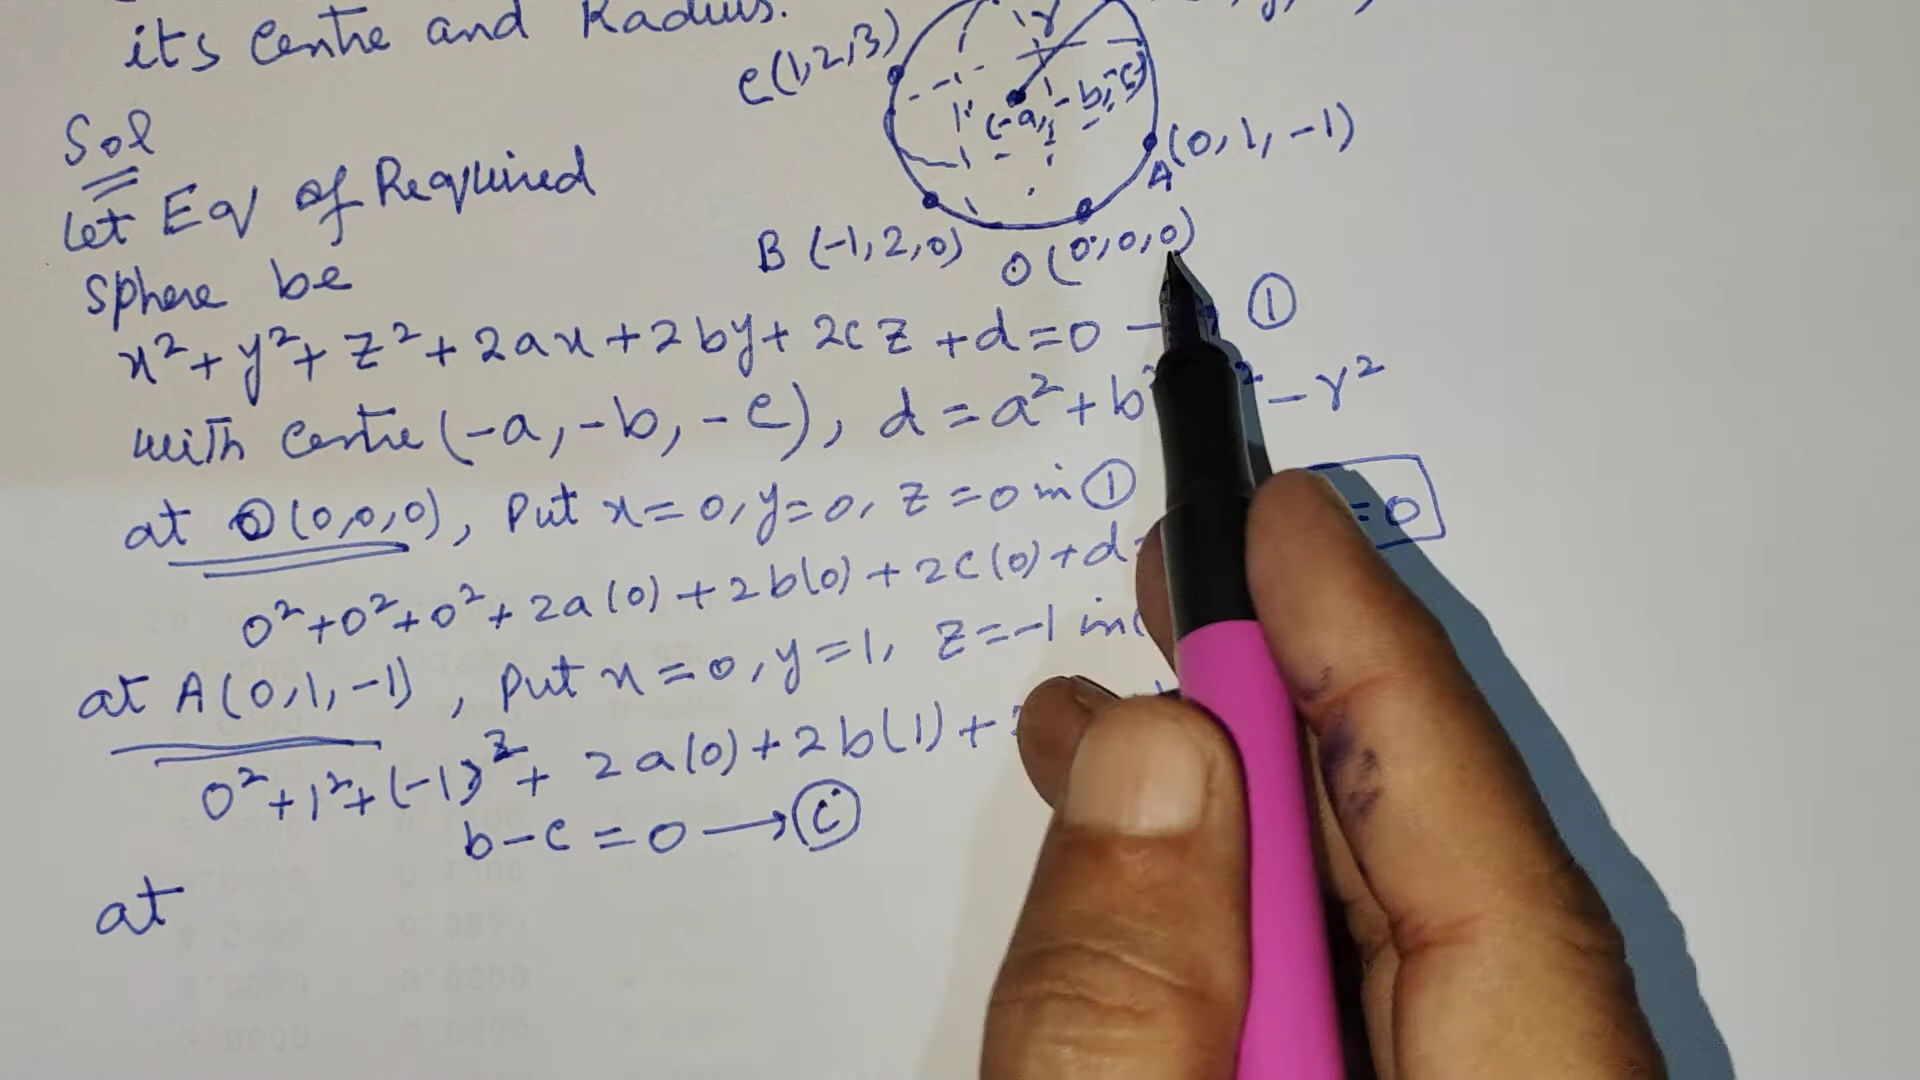 its Centre and Radius.
C(1,2,3)
r
(-a,-b,-c)
A(0,1,-1)
B(-1,2,0)
O(0,0,0)
Sol
Let Eq of Required
Sphere be
x²+y²+z²+2ax+2by+2cz+d=0 → ①
with Centre(-a,-b,-c), d=a²+b² ² -r²
at O(0,0,0), Put x=0,y=0,z=0 in ①
=0
0²+0²+0²+2a(0)+2b(0)+2c(0)+d=
at A(0,1,-1), Put x=0,y=1, z=-1 in
0²+1²+(-1)²+ 2a(0)+2b(1)+
b-c=0 →
at